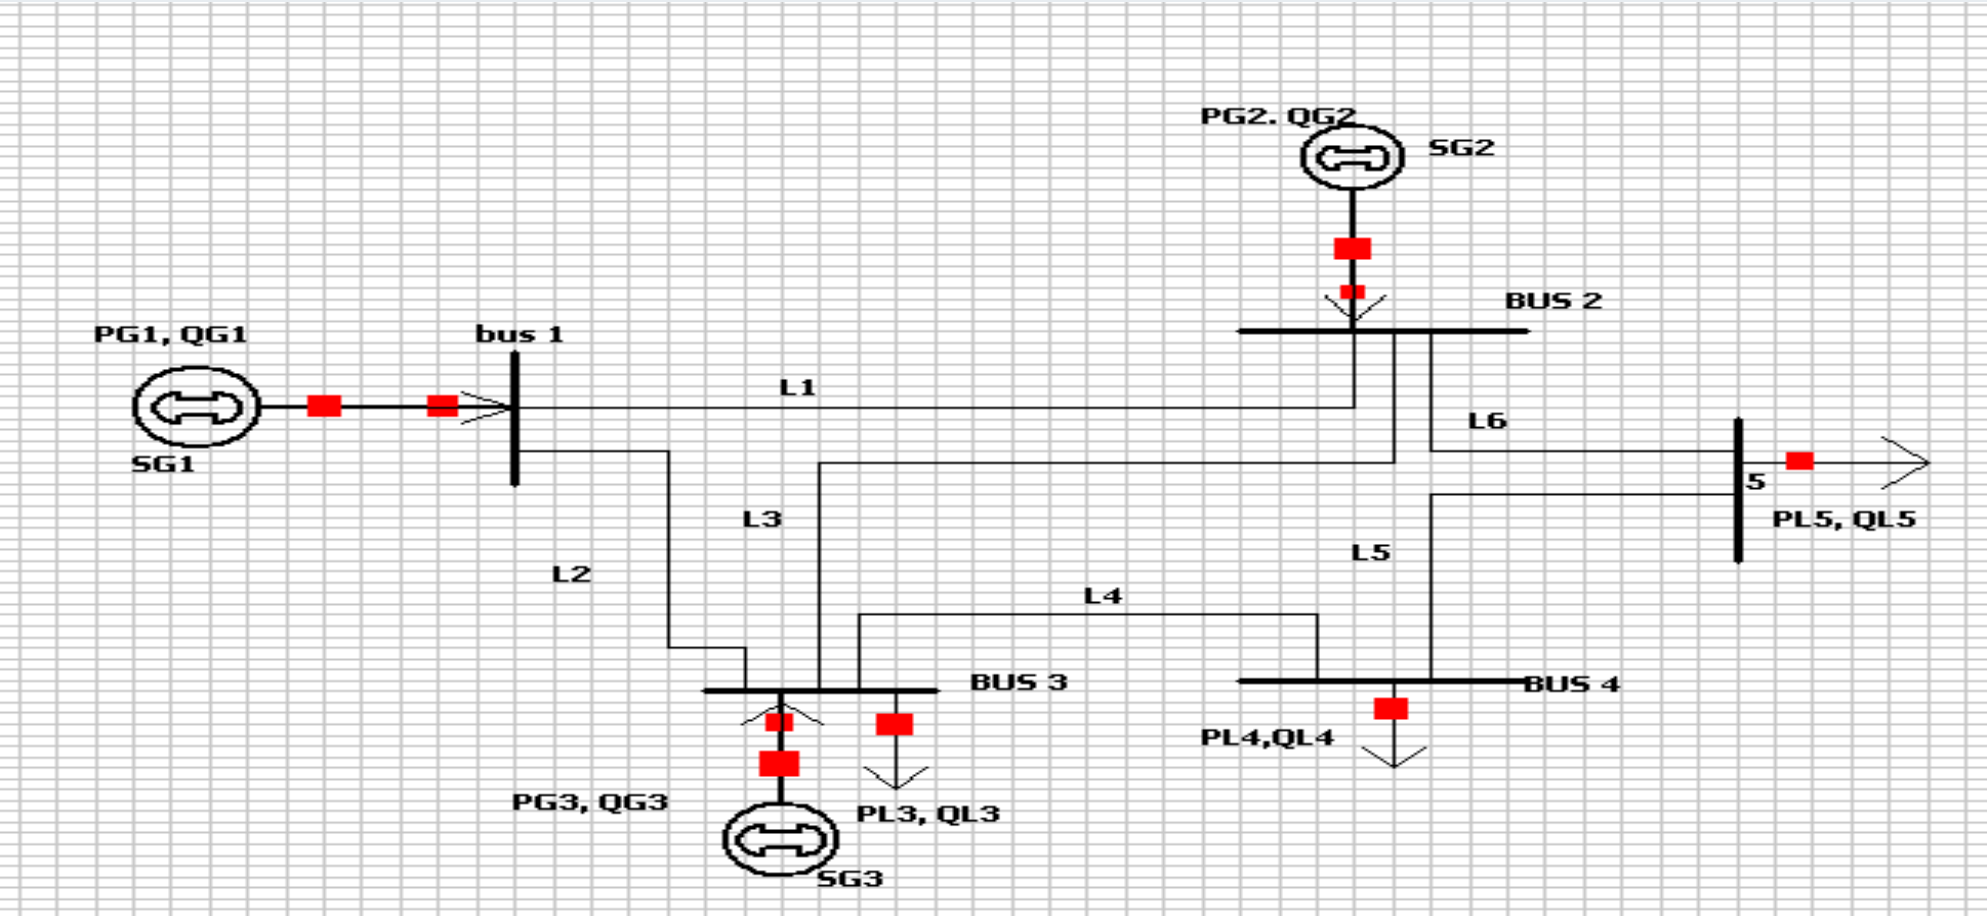 PG2. QG2
SG2
BUS 2
PG1, QG1
bus 1
L1
L6
SG1
5
L3
PL5, QL5
L5
L2
L4
BUS 3
BUS 4
PL4,QL4
PG3, QG3
PL3, QL3
SG3